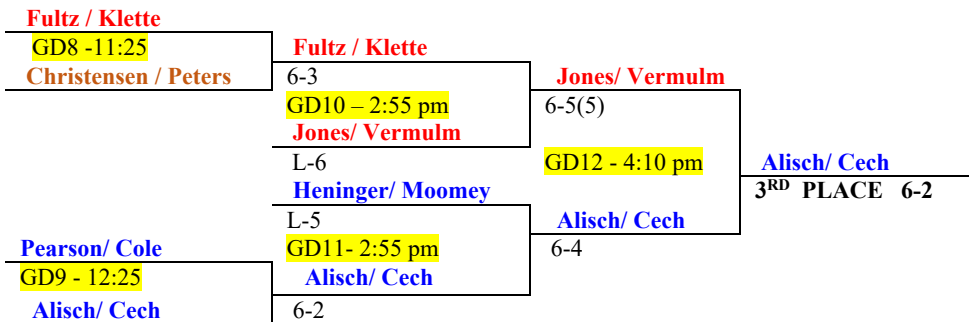 Fultz / Klette
GD8 -11:25
Christensen / Peters
Fultz / Klette
6-3
GD10 – 2:55 pm
Jones/ Vermulm
L-6
Jones/ Vermulm
6-5(5)
GD12 - 4:10 pm
Alisch/ Cech
3RD PLACE 6-2
Heninger/ Moomey
L-5
GD11- 2:55 pm
Alisch/ Cech
6-2
Alisch/ Cech
6-4
Pearson/ Cole
GD9 - 12:25
Alisch/ Cech